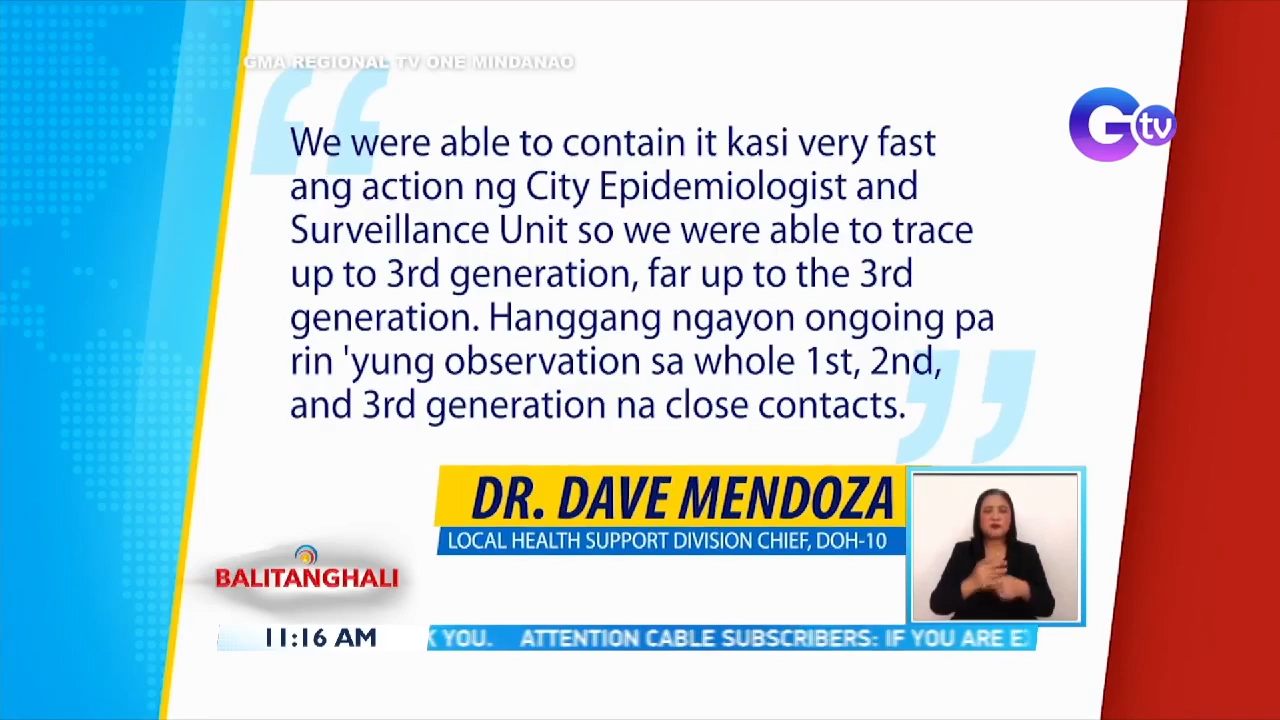 GMA REGIONAL TV ONE MINDANAO
Gtv
We were able to contain it kasi very fast
ang action ng City Epidemiologist and
Surveillance Unit so we were able to trace
up to 3rd generation, far up to the 3rd
generation. Hanggang ngayon ongoing pa
rin 'yung observation sa whole 1st, 2nd,
and 3rd generation na close contacts.
DR. DAVE MENDOZA
LOCAL HEALTH SUPPORT DIVISION CHIEF, DOH-10
BALITANGHALI
11:16 AM
YOU. ATTENTION CABLE SUBSCRIBERS: IF YOU ARE